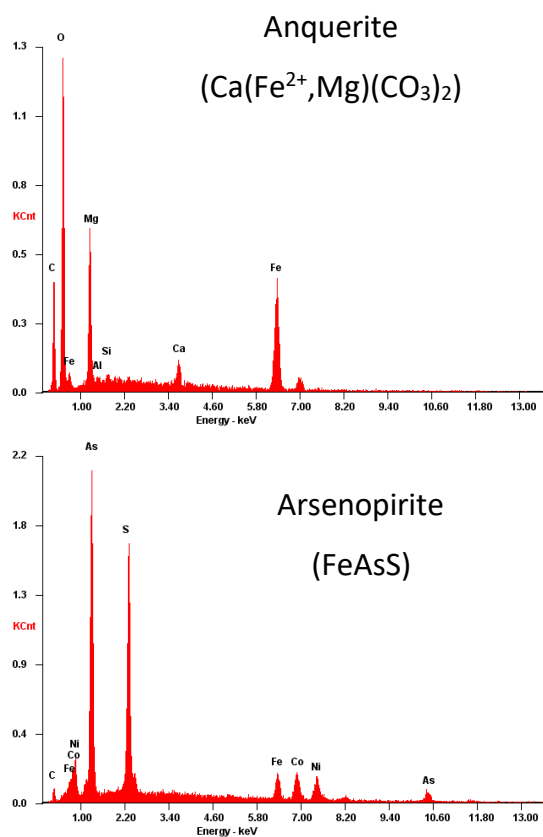 Anquerite
(Ca(Fe²⁺,Mg)(CO₃)₂)
O
1.3
1.1
0.8
KCnt
Mg
0.5
C
Fe
0.3
Ca
Si
Al
Fe
0.0
1.00 2.20 3.40 4.60 5.80 7.00 8.20 9.40 10.60 11.80 13.00
Energy - keV
As
2.2
Arsenopirite
(FeAsS)
1.8
S
1.3
KCnt
0.9
0.4
Ni
Co
Fe
C
Fe Co Ni
As
0.0
1.00 2.20 3.40 4.60 5.80 7.00 8.20 9.40 10.60 11.80 13.00
Energy - keV